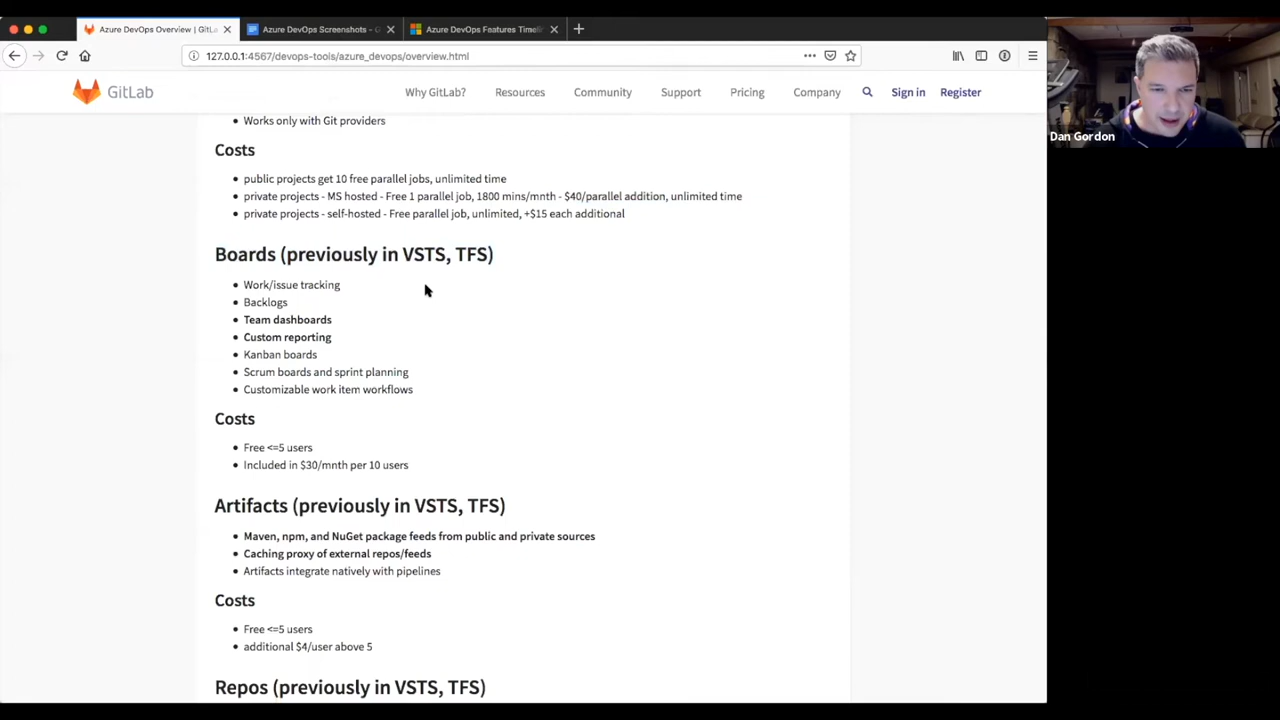 Azure DevOps Overview | GitLa
Azure DevOps Screenshots - G
Azure DevOps Features Timelin
127.0.0.1:4567/devops-tools/azure_devops/overview.html
GitLab
Why GitLab?
Resources
Community
Support
Pricing
Company
Sign in
Register
Dan Gordon
Works only with Git providers
Costs
public projects get 10 free parallel jobs, unlimited time
private projects - MS hosted - Free 1 parallel job, 1800 mins/mnth - $40/parallel addition, unlimited time
private projects - self-hosted - Free parallel job, unlimited, +$15 each additional
Boards (previously in VSTS, TFS)
Work/issue tracking
Backlogs
Team dashboards
Custom reporting
Kanban boards
Scrum boards and sprint planning
Customizable work item workflows
Costs
Free <=5 users
Included in $30/mnth per 10 users
Artifacts (previously in VSTS, TFS)
Maven, npm, and NuGet package feeds from public and private sources
Caching proxy of external repos/feeds
Artifacts integrate natively with pipelines
Costs
Free <=5 users
additional $4/user above 5
Repos (previously in VSTS, TFS)